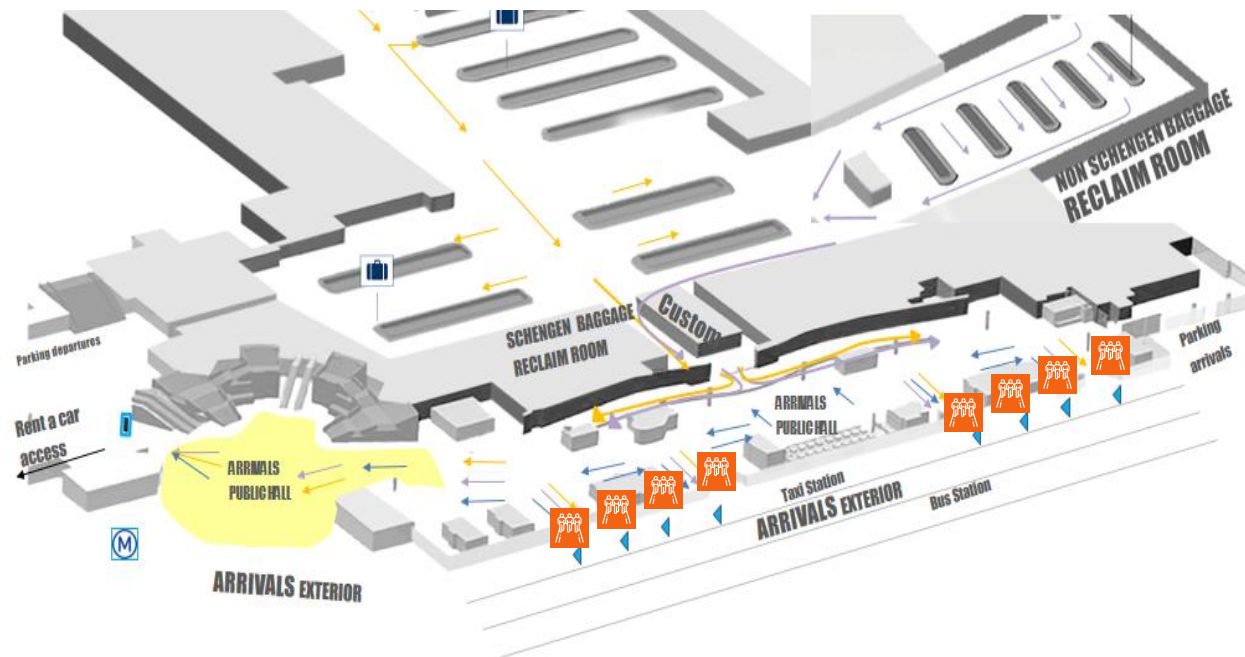 NON SCHENGEN BAGGAGE
RECLAIM ROOM
Custom
SCHENGEN BAGGAGE
RECLAIM ROOM
Parking departures
Parking
arrivals
Rent a car
access
ARRIVALS
PUBLIC HALL
ARRIVALS
PUBLIC HALL
Taxi Station
ARRIVALS EXTERIOR
Bus Station
M
ARRIVALS EXTERIOR